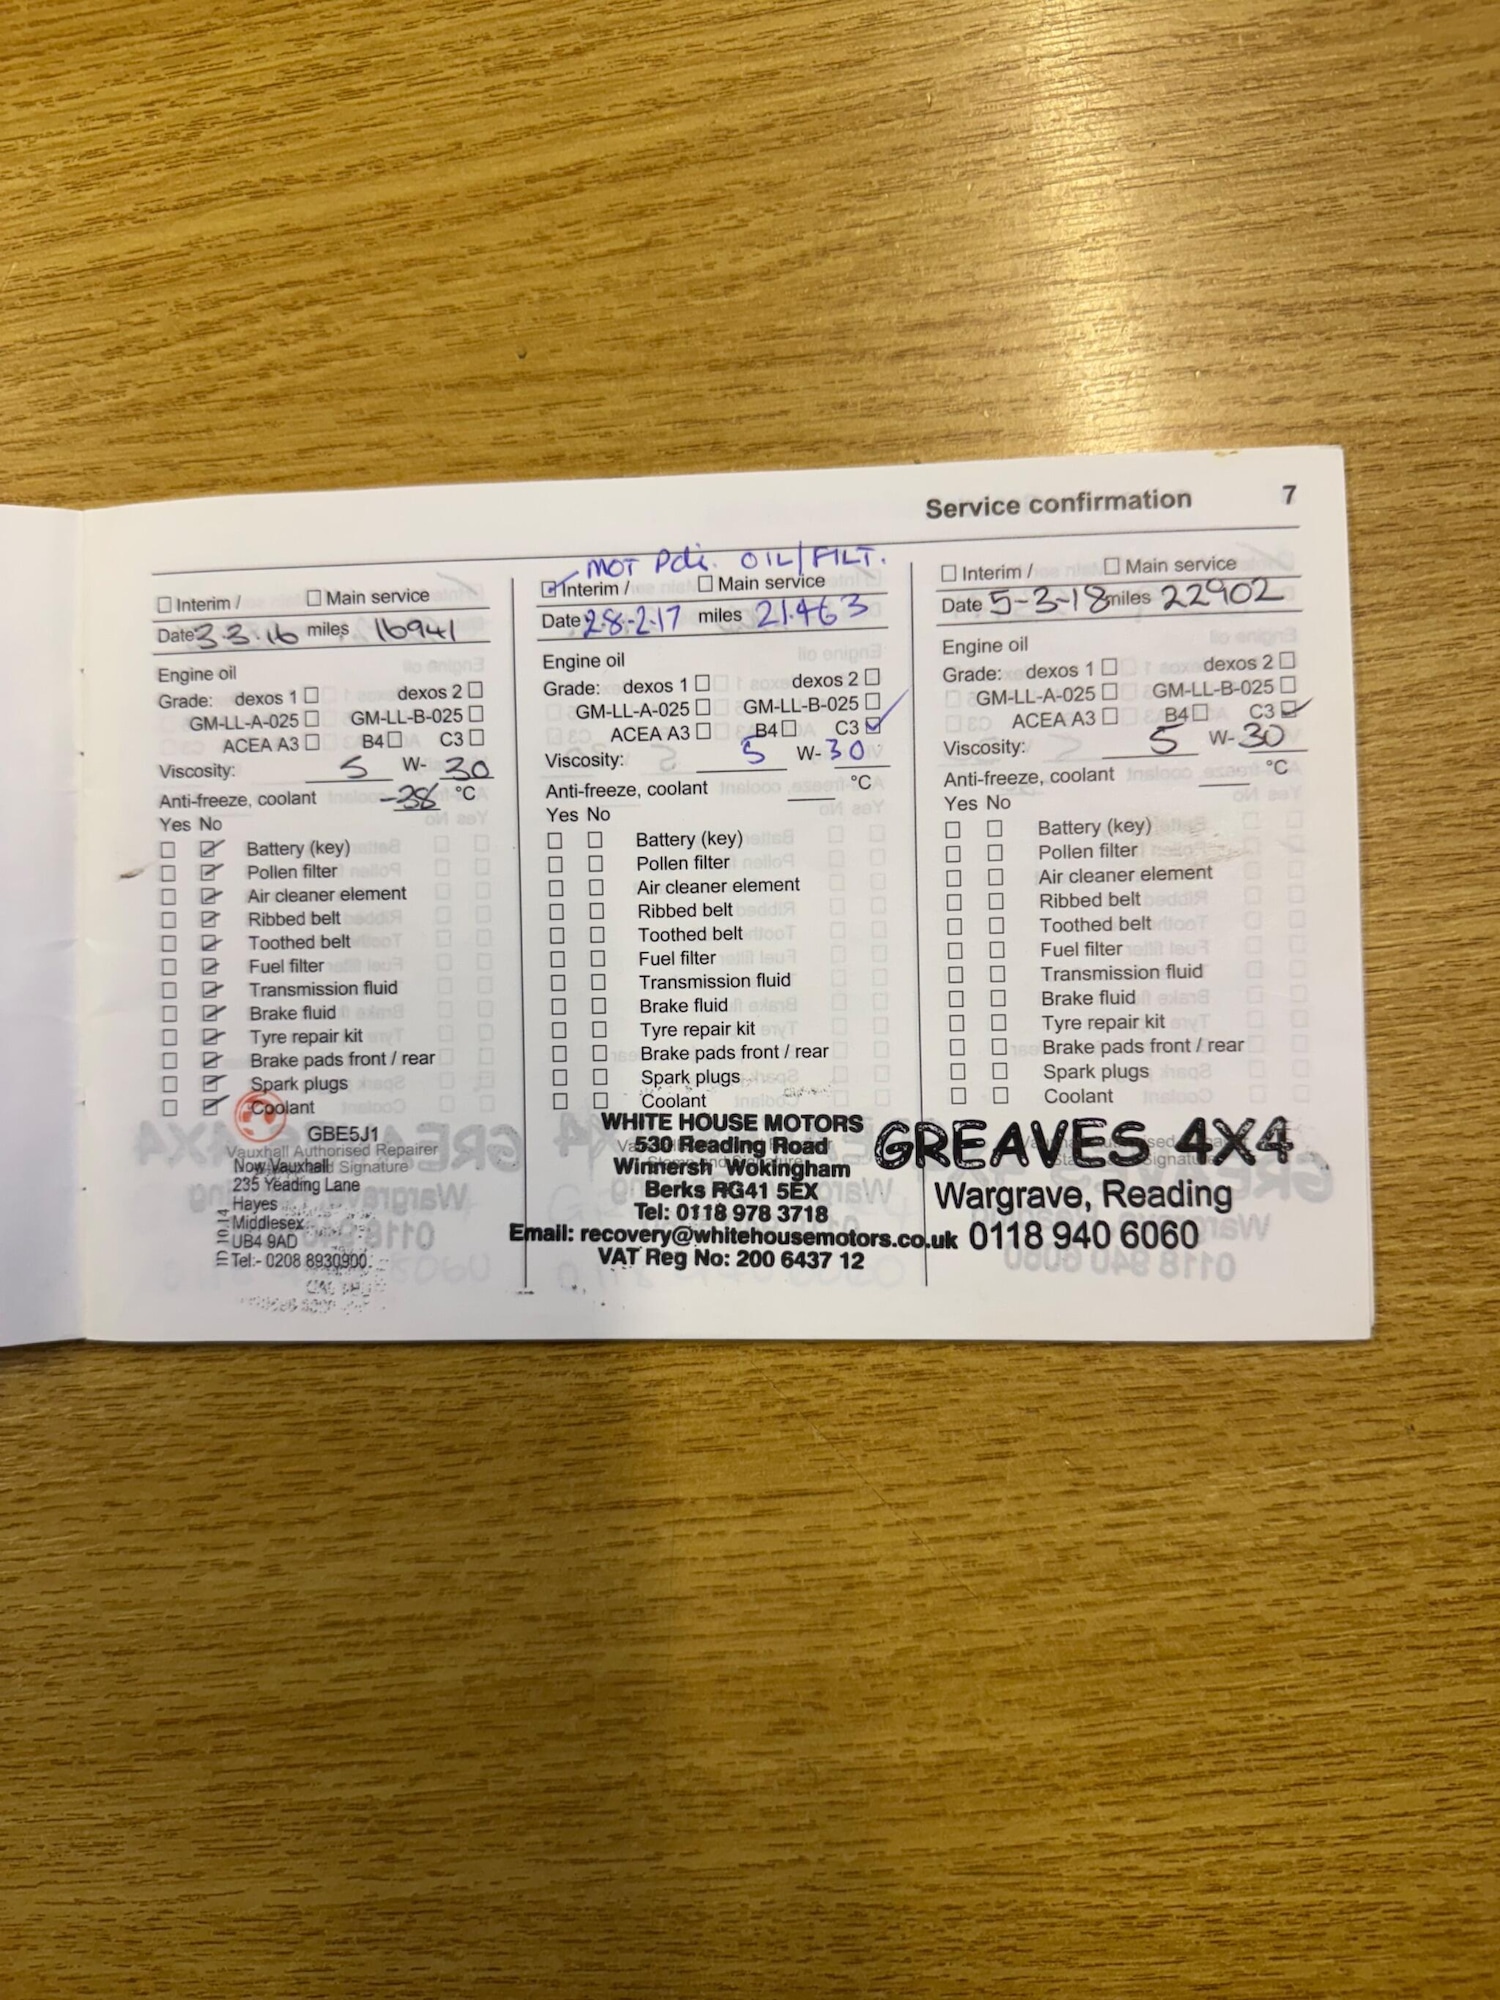 Service confirmation 7
☐ Interim / ☐ Main service
Date 3.3.16 miles 16941
Engine oil
Grade: dexos 1 ☐ dexos 2 ☐
GM-LL-A-025 ☐ GM-LL-B-025 ☐
ACEA A3 ☐ B4 ☐ C3 ☐
Viscosity: 5 W- 30
Anti-freeze, coolant -38 °C
Yes No
☐ ☑ Battery (key)
☐ ☑ Pollen filter
☐ ☑ Air cleaner element
☐ ☑ Ribbed belt
☐ ☑ Toothed belt
☐ ☑ Fuel filter
☐ ☑ Transmission fluid
☐ ☑ Brake fluid
☐ ☑ Tyre repair kit
☐ ☑ Brake pads front / rear
☐ ☑ Spark plugs
☐ ☑ Coolant
GBE5J1
Vauxhall Authorised Repairer
Now Vauxhall Signature
235 Yeading Lane
Hayes
Middlesex
UB4 9AD
Tel:- 0208 8930900
MOT Pdi. OIL/FILT.
☑ Interim / ☐ Main service
Date 28-2-17 miles 21.463
Engine oil
Grade: dexos 1 ☐ dexos 2 ☐
GM-LL-A-025 ☐ GM-LL-B-025 ☐
ACEA A3 ☐ B4 ☐ C3 ☑
Viscosity: 5 W- 30
Anti-freeze, coolant °C
Yes No
☐ ☐ Battery (key)
☐ ☐ Pollen filter
☐ ☐ Air cleaner element
☐ ☐ Ribbed belt
☐ ☐ Toothed belt
☐ ☐ Fuel filter
☐ ☐ Transmission fluid
☐ ☐ Brake fluid
☐ ☐ Tyre repair kit
☐ ☐ Brake pads front / rear
☐ ☐ Spark plugs
☐ ☐ Coolant
WHITE HOUSE MOTORS
530 Reading Road
Winnersh Wokingham
Berks RG41 5EX
Tel: 0118 978 3718
Email: recovery@whitehousemotors.co.uk
VAT Reg No: 200 6437 12
☐ Interim / ☐ Main service
Date 5-3-18 miles 22902
Engine oil
Grade: dexos 1 ☐ dexos 2 ☐
GM-LL-A-025 ☐ GM-LL-B-025 ☐
ACEA A3 ☐ B4 ☐ C3 ☑
Viscosity: 5 W- 30
Anti-freeze, coolant °C
Yes No
☐ ☐ Battery (key)
☐ ☐ Pollen filter
☐ ☐ Air cleaner element
☐ ☐ Ribbed belt
☐ ☐ Toothed belt
☐ ☐ Fuel filter
☐ ☐ Transmission fluid
☐ ☐ Brake fluid
☐ ☐ Tyre repair kit
☐ ☐ Brake pads front / rear
☐ ☐ Spark plugs
☐ ☐ Coolant
GREAVES 4X4
Wargrave, Reading
0118 940 6060